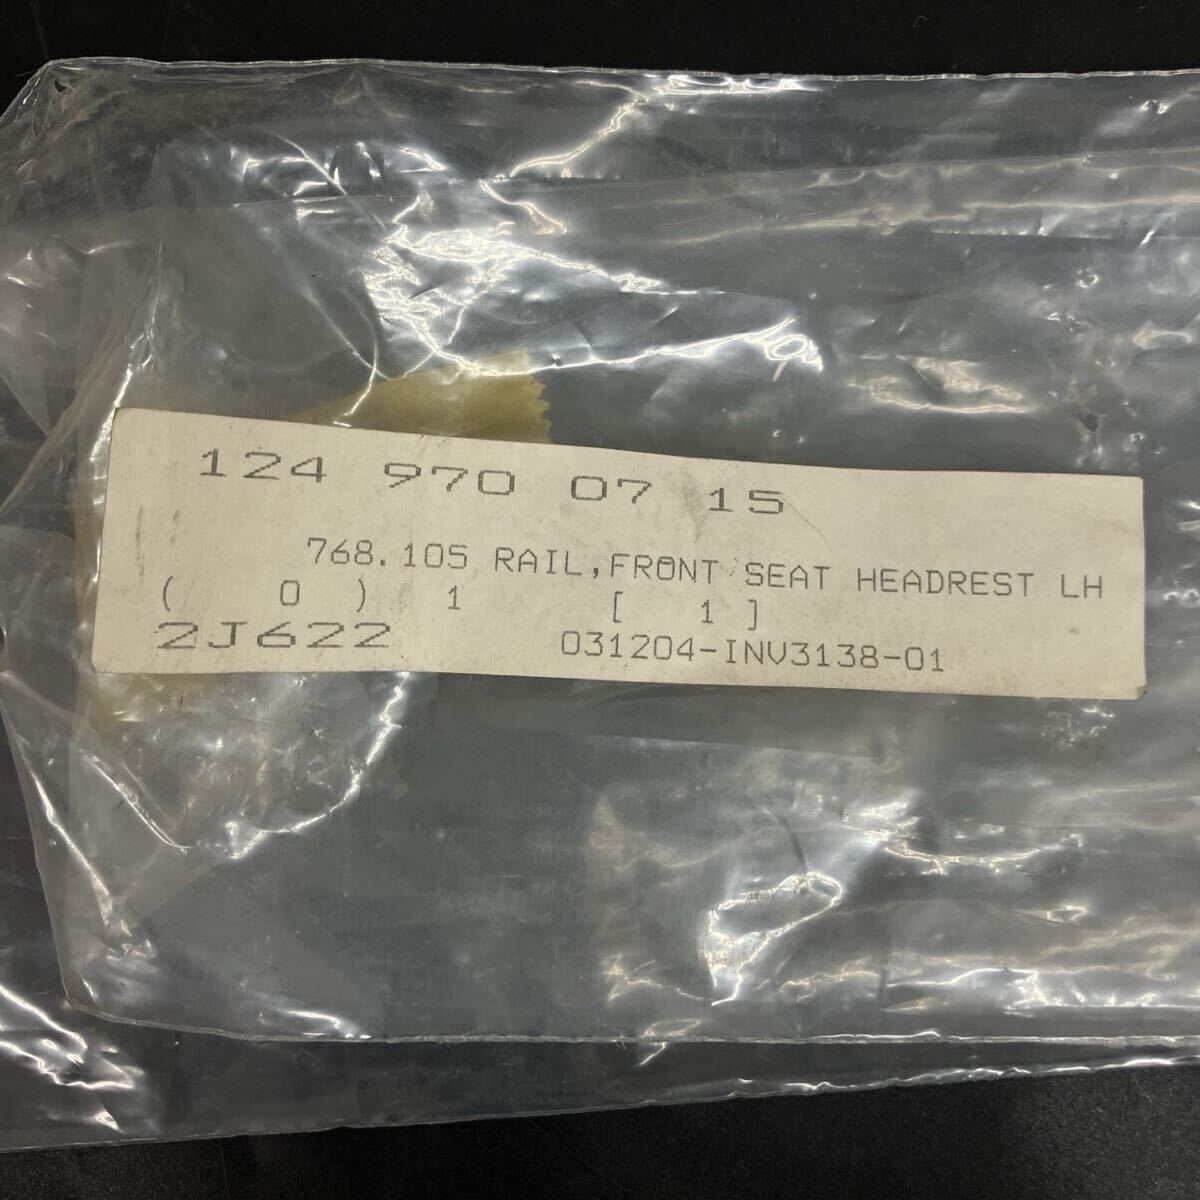 124 970 07 15
768.105 RAIL,FRONT SEAT HEADREST LH
( 0 ) 1 [ 1 ]
2J622 031204-INV3138-01